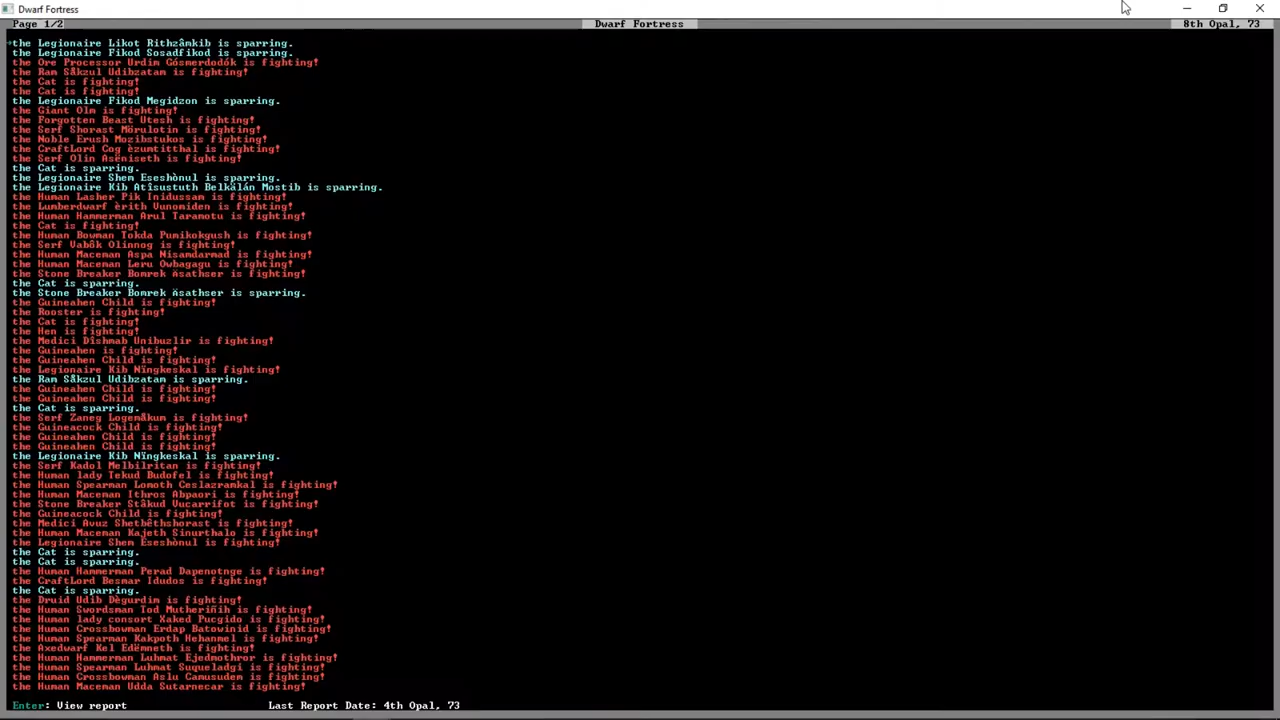 Dwarf Fortress
Page 1/2 Dwarf Fortress 8th Opal, 73
the Legionaire Likot Rithzâmkib is sparring.
the Legionaire Fikod Sosadfikod is sparring.
the Ore Processor Urdim Gósmerdodók is fighting!
the Ram Såkzul Udibzatam is fighting!
the Cat is fighting!
the Cat is fighting!
the Legionaire Fikod Megidzon is sparring.
the Giant Olm is fighting!
the Forgotten Beast Utesh is fighting!
the Serf Shorast Mörulotin is fighting!
the Noble Erush Mozibstukos is fighting!
the CraftLord Cog èzumtitthal is fighting!
the Serf Olin Asëniseth is fighting!
the Cat is sparring.
the Legionaire Shem Eseshònul is sparring.
the Legionaire Kib Atîsustuth Belkälán Mostib is sparring.
the Human Lasher Pik Inidussam is fighting!
the Lumberdwarf èrith Vunomiden is fighting!
the Human Hammerman Arul Taramotu is fighting!
the Cat is fighting!
the Human Bowman Tokda Pumikokgush is fighting!
the Serf Vabôk Olinnog is fighting!
the Human Maceman Aspa Nisamdarmad is fighting!
the Human Maceman Leru Owbagagu is fighting!
the Stone Breaker Bomrek äsathser is fighting!
the Cat is sparring.
the Stone Breaker Bomrek äsathser is sparring.
the Guineahen Child is fighting!
the Rooster is fighting!
the Cat is fighting!
the Hen is fighting!
the Medici Dîshmab Unibuzlir is fighting!
the Guineahen is fighting!
the Guineahen Child is fighting!
the Legionaire Kib Nïngkeskal is fighting!
the Ram Såkzul Udibzatam is sparring.
the Guineahen Child is fighting!
the Guineahen Child is fighting!
the Cat is sparring.
the Serf Zaneg Logemåkum is fighting!
the Guineacock Child is fighting!
the Guineahen Child is fighting!
the Guineahen Child is fighting!
the Legionaire Kib Nïngkeskal is sparring.
the Serf Kadol Melbilritan is fighting!
the Human lady Tekud Budofel is fighting!
the Human Spearman Lomoth Ceslazramkal is fighting!
the Human Maceman Ithros Abpaori is fighting!
the Stone Breaker Stâkud Vucarrifot is fighting!
the Guineacock Child is fighting!
the Medici Avuz Shetbêthshorast is fighting!
the Human Maceman Kajeth Sinurthalo is fighting!
the Legionaire Shem Eseshònul is fighting!
the Cat is sparring.
the Cat is sparring.
the Human Hammerman Perad Dapenotnge is fighting!
the CraftLord Besmar Idudos is fighting!
the Cat is sparring.
the Druid Udib Dègurdim is fighting!
the Human Swordsman Tod Mutheriñih is fighting!
the Human lady consort Xaked Pucgido is fighting!
the Human Crossbowman Erdap Batowinid is fighting!
the Human Spearman Kakpoth Hehanmel is fighting!
the Axedwarf Kel Edëmneth is fighting!
the Human Hammerman Luhmat Ejedmothror is fighting!
the Human Spearman Luhmat Suqueladgi is fighting!
the Human Crossbowman Aslu Camusudem is fighting!
the Human Maceman Udda Sutarnecar is fighting!
Enter: View report Last Report Date: 4th Opal, 73